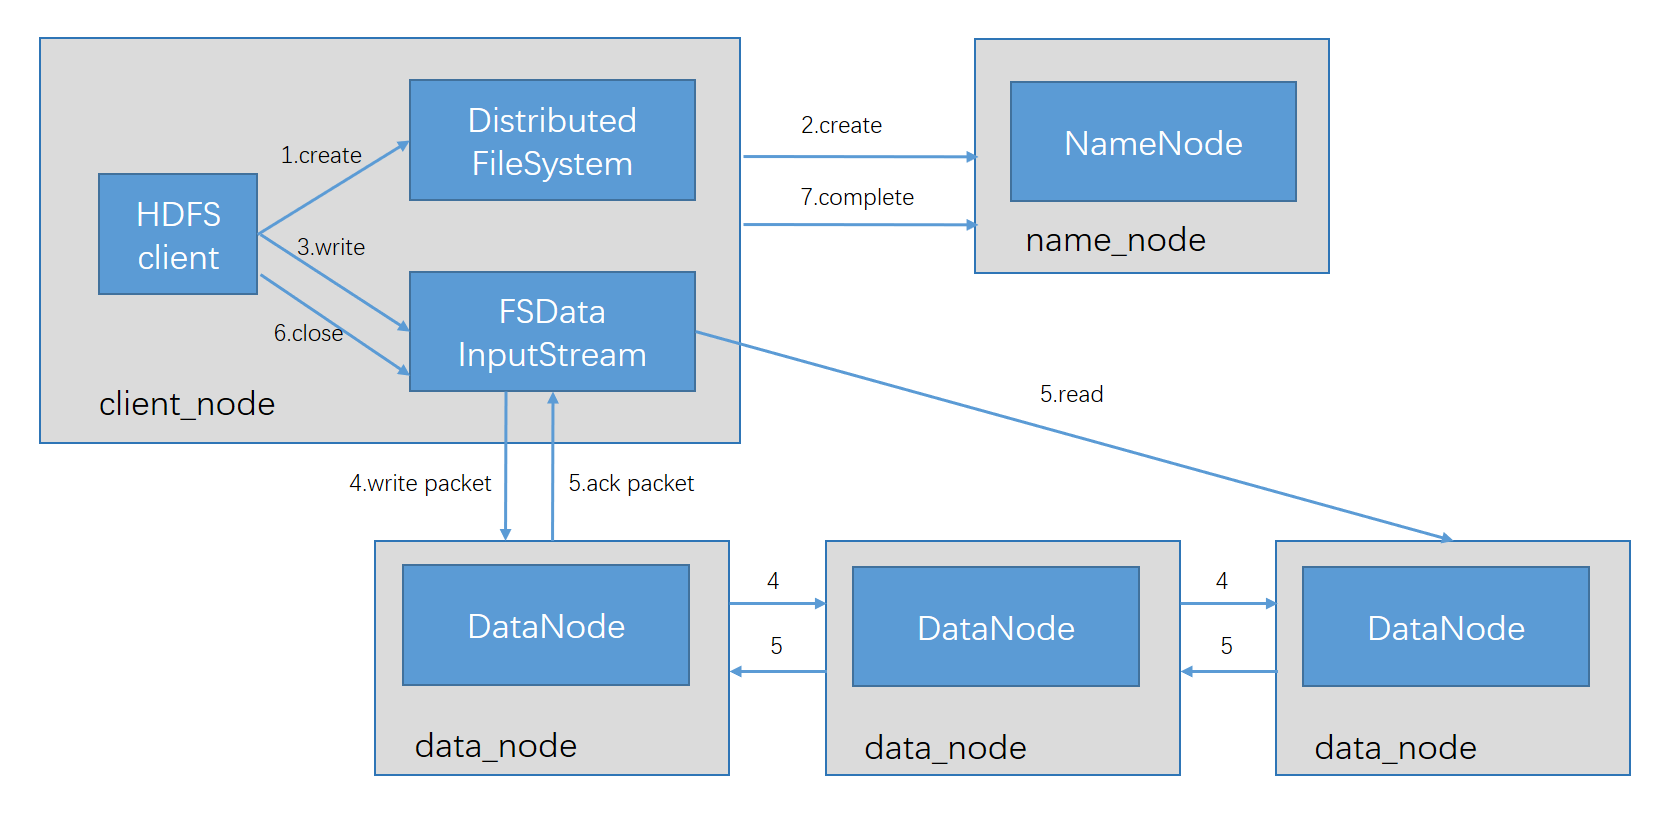 Distributed
FileSystem
1.create
HDFS
client
3.write
6.close
FSData
InputStream
client_node
2.create
7.complete
NameNode
name_node
5.read
4.write packet
5.ack packet
DataNode
data_node
4
5
DataNode
data_node
4
5
DataNode
data_node